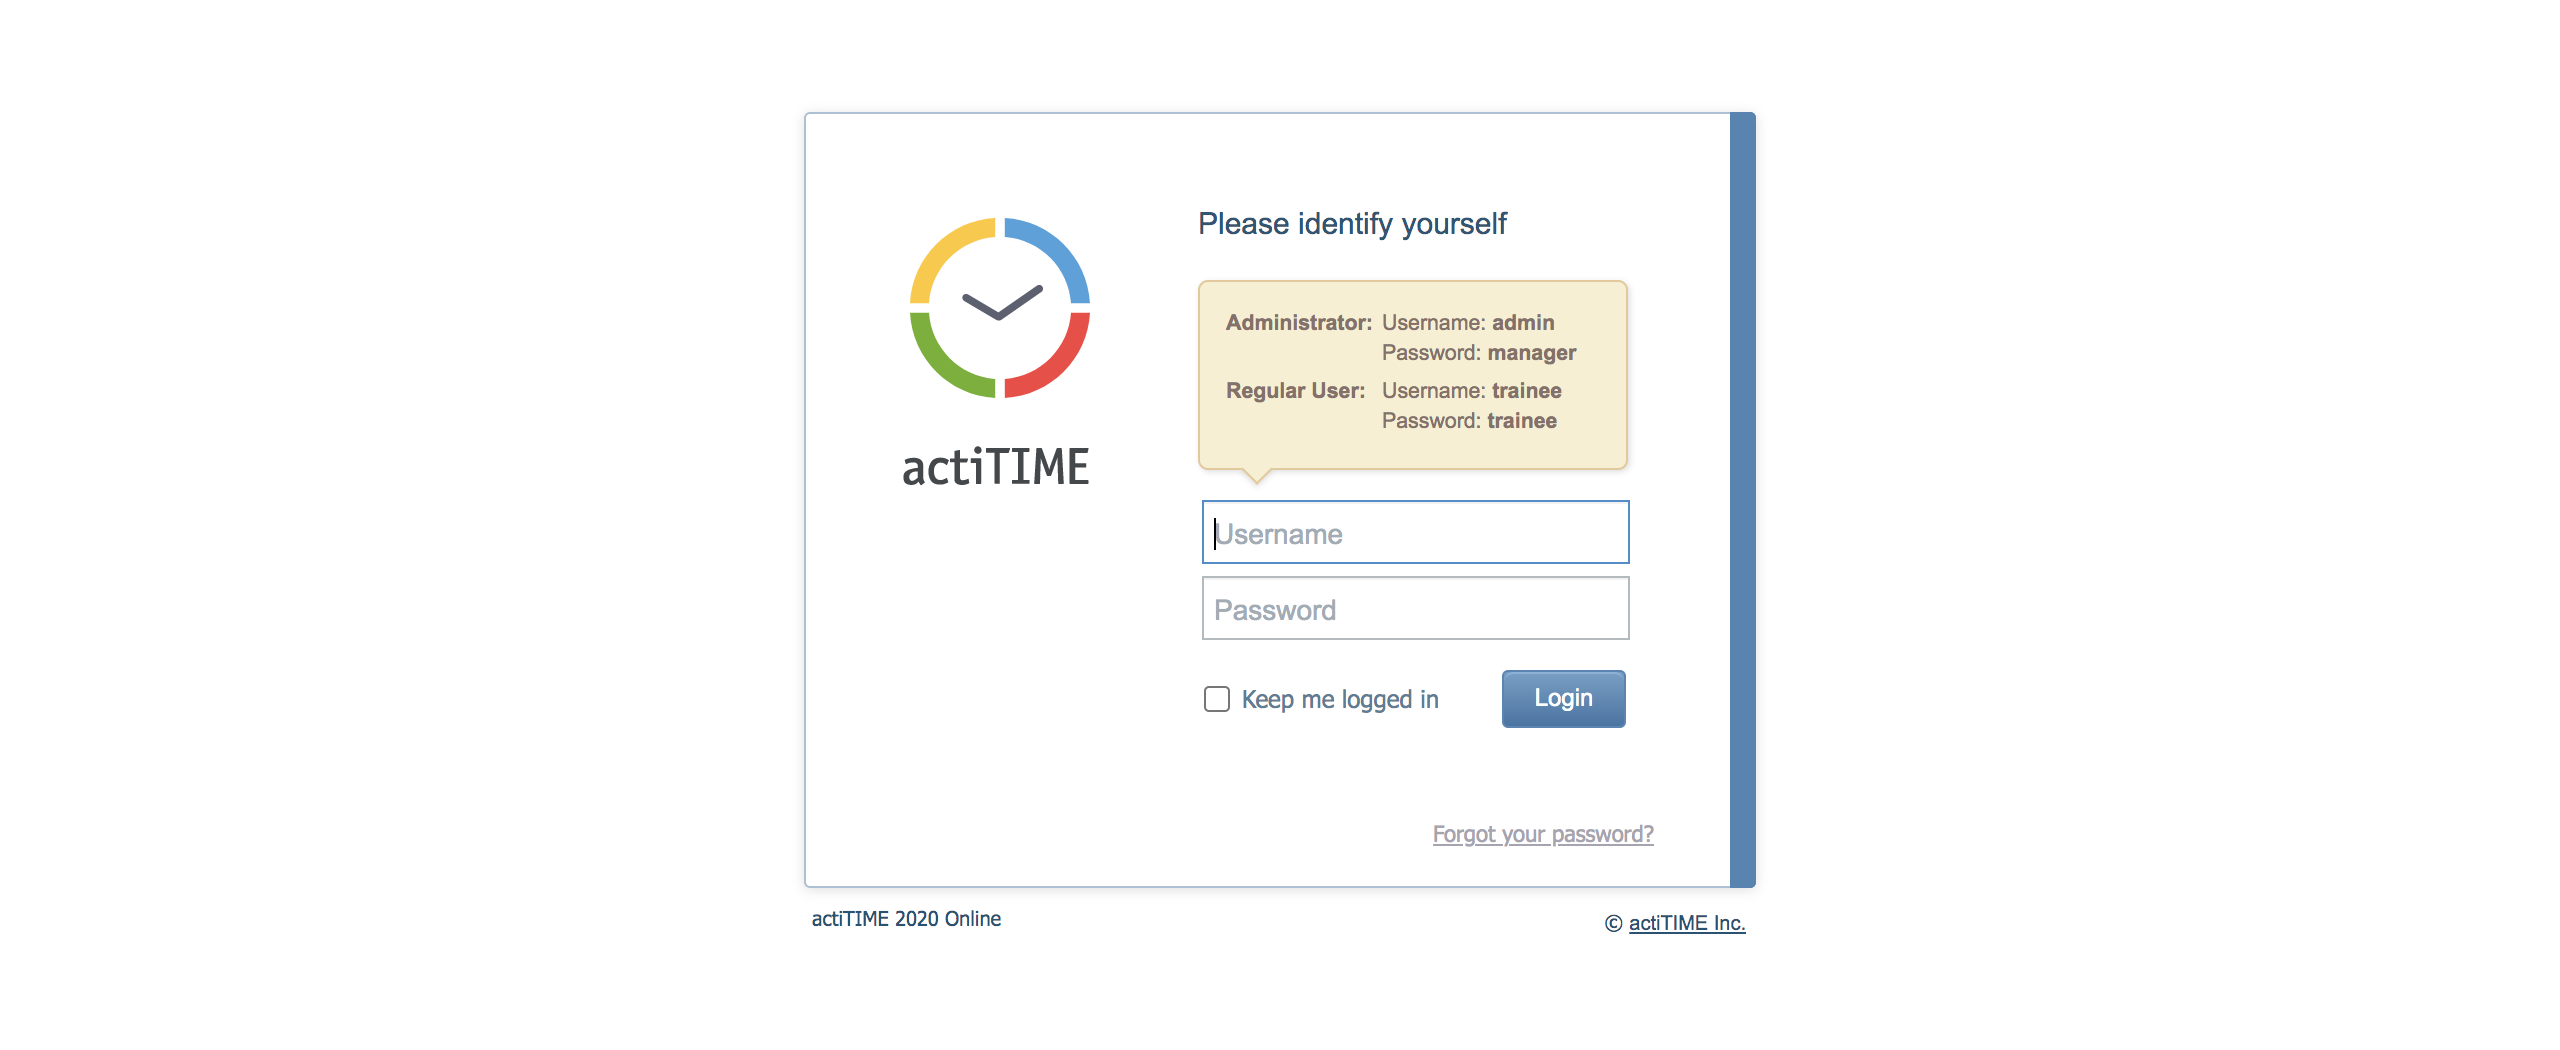 actiTIME
Please identify yourself
Administrator: Username: admin
Password: manager
Regular User: Username: trainee
Password: trainee
Username
Password
Keep me logged in
Login
Forgot your password?
actiTIME 2020 Online
© actiTIME Inc.